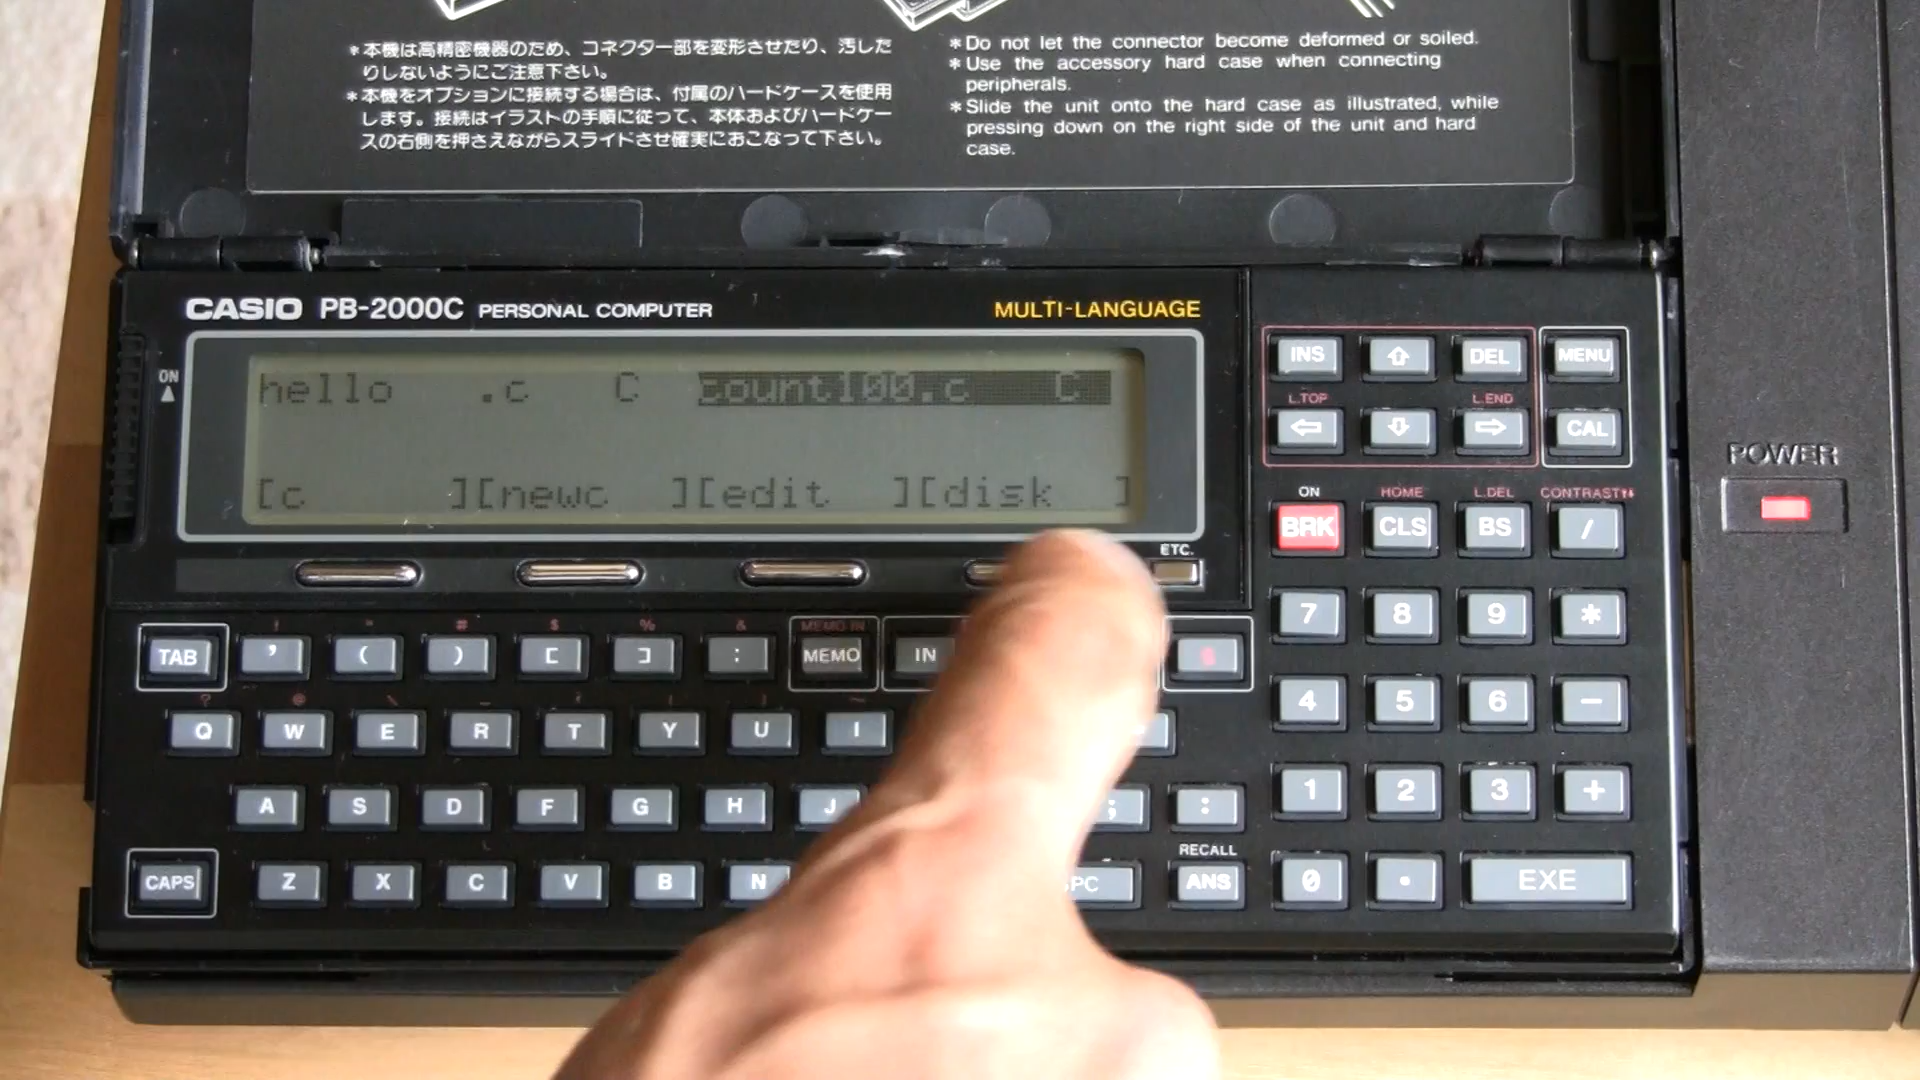 *本機は高精密機器のため、コネクター部を変形させたり、汚した
りしないようにご注意下さい。
*本機をオプションに接続する場合は、付属のハードケースを使用
します。接続はイラストの手順に従って、本体およびハードケー
スの右側を押さえながらスライドさせ確実におこなって下さい。
*Do not let the connector become deformed or soiled.
*Use the accessory hard case when connecting
peripherals.
*Slide the unit onto the hard case as illustrated, while
pressing down on the right side of the unit and hard
case.
CASIO PB-2000C PERSONAL COMPUTER MULTI-LANGUAGE
ON
hello .c C count100.c C
[c ][newc ][edit ][disk ]
ETC.
INS DEL MENU
L.TOP L.END
CAL
POWER
ON HOME L.DEL CONTRAST
BRK CLS BS /
7 8 9 *
4 5 6 -
1 2 3 +
0 . EXE
! " # $ % & MEMO IN
TAB ' ( ) [ ] : MEMO IN
? @ \ _
Q W E R T Y U I
A S D F G H J ; :
RECALL
CAPS Z X C V B N ANS